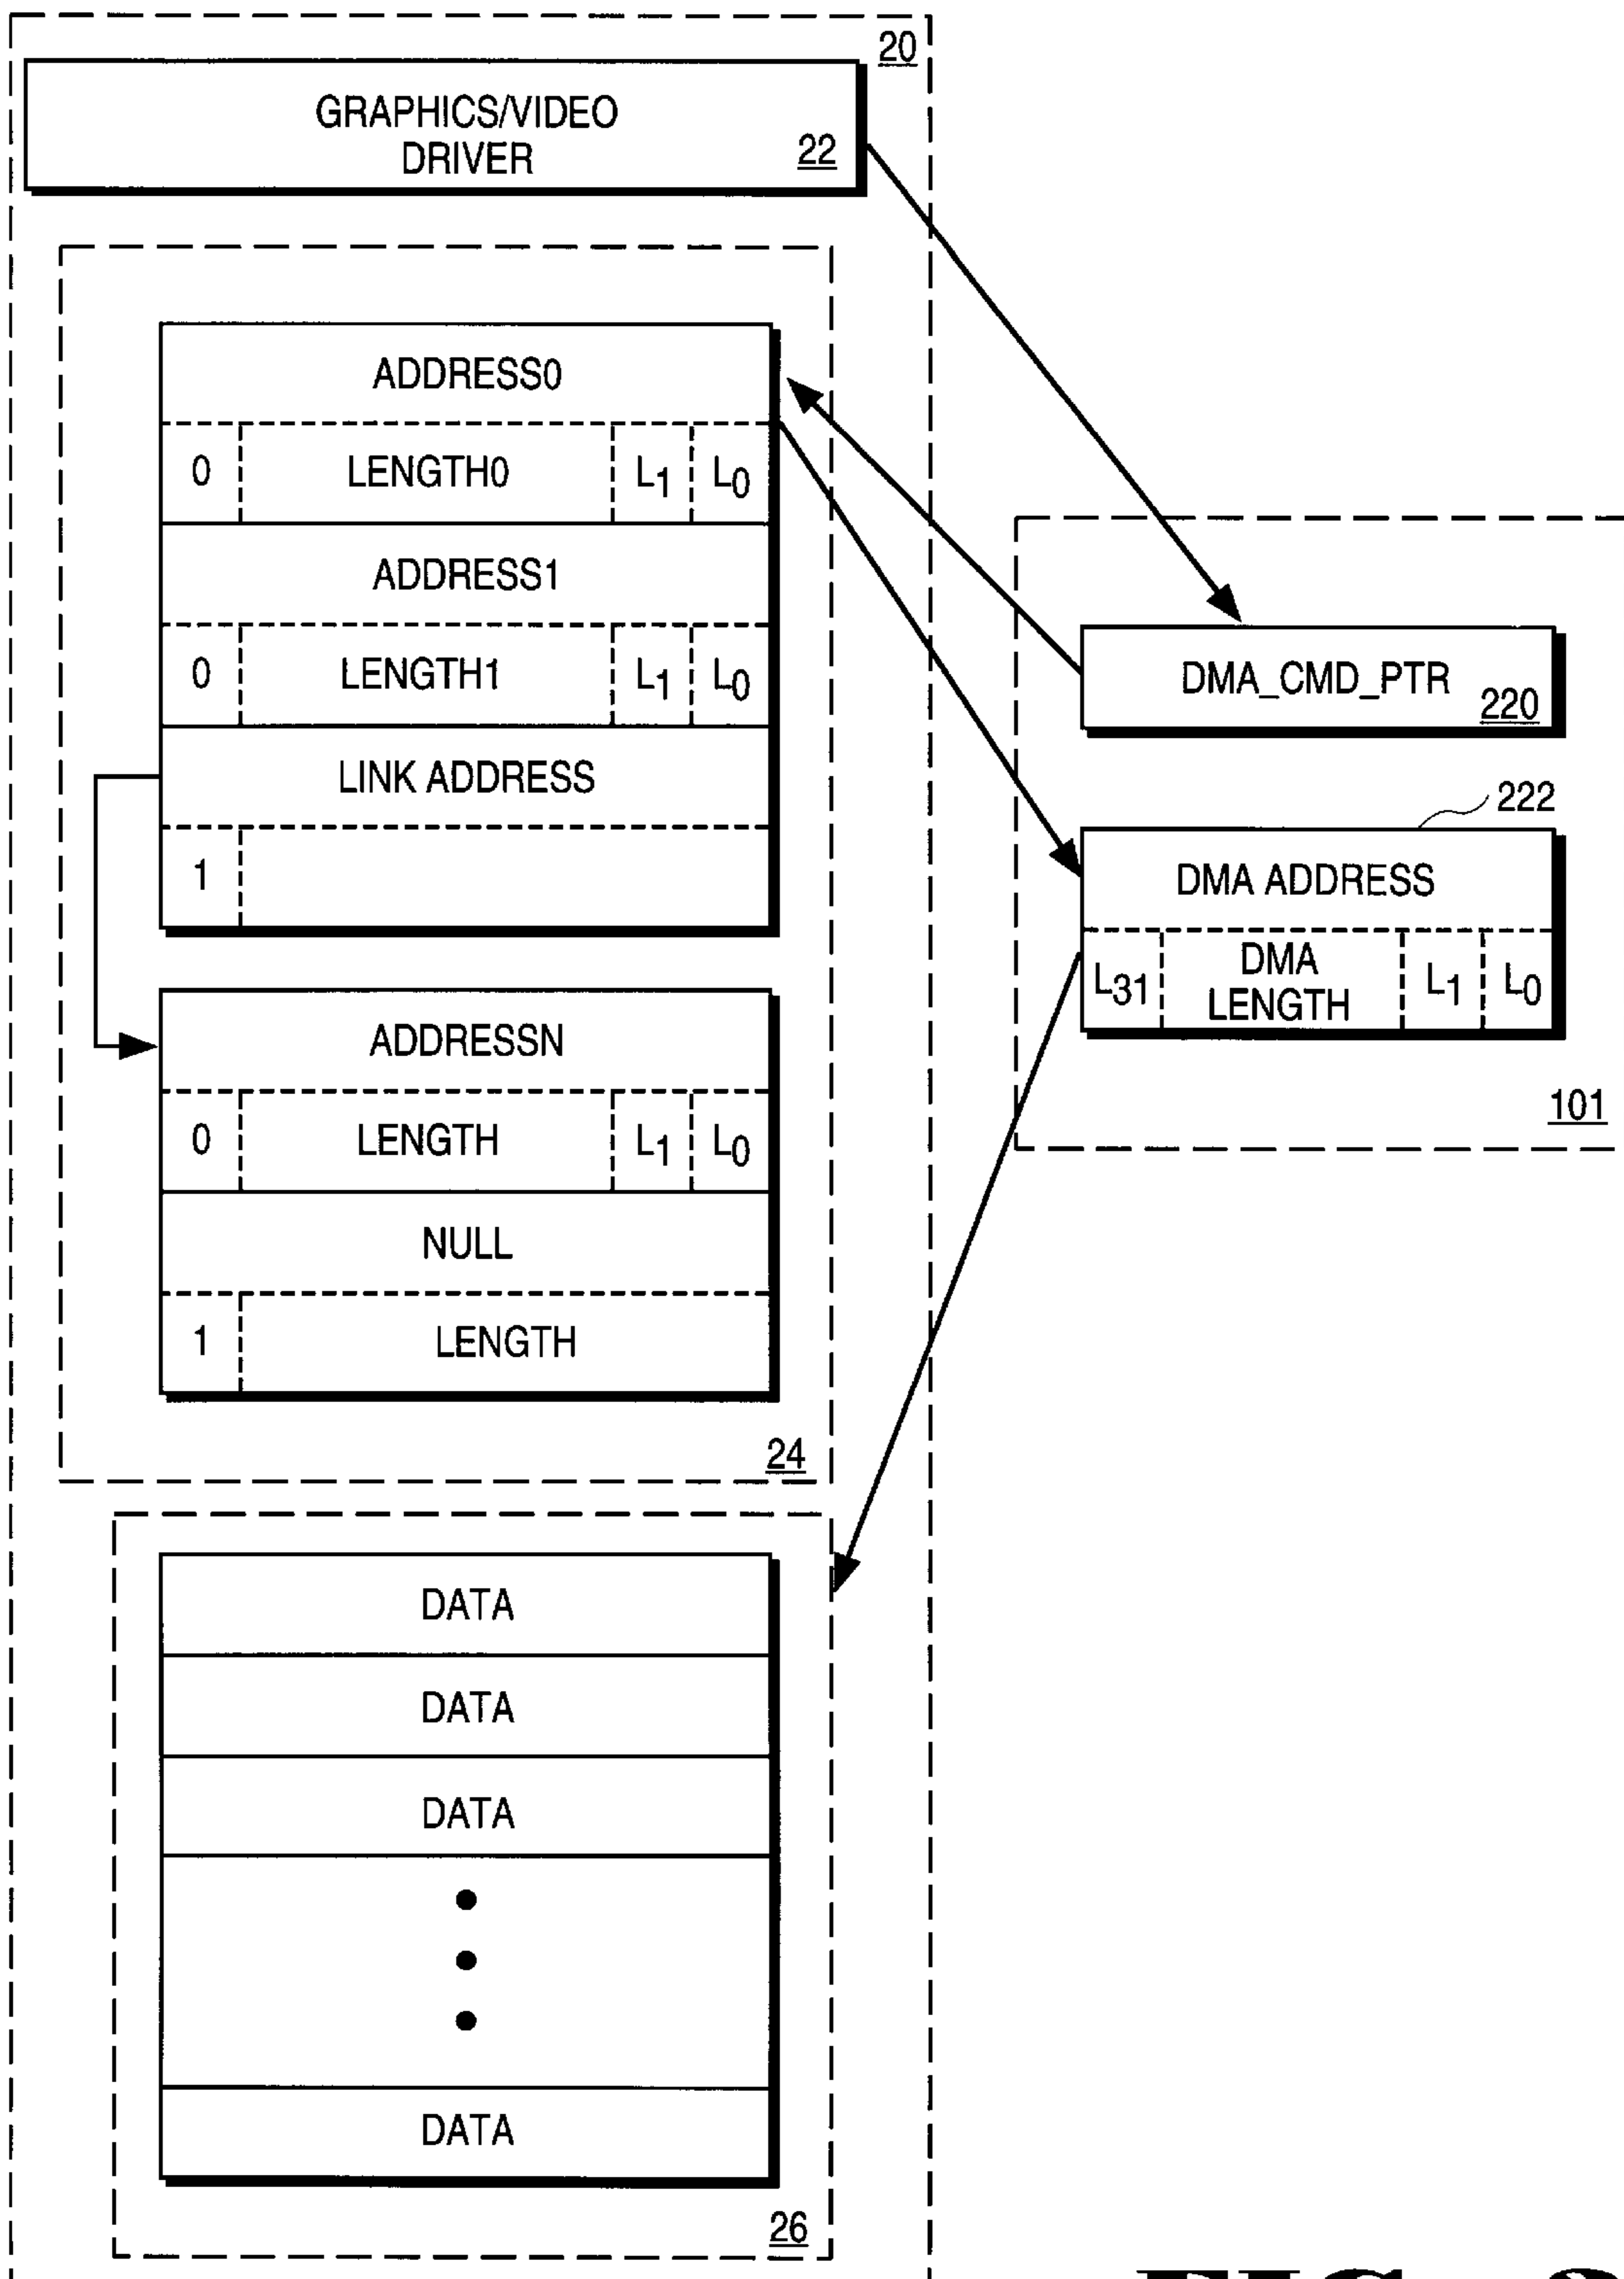 20
GRAPHICS/VIDEO
DRIVER
22
ADDRESS0
0 LENGTH0 L1 L0
ADDRESS1
0 LENGTH1 L1 L0
LINK ADDRESS
1
ADDRESSN
0 LENGTH L1 L0
NULL
1 LENGTH
24
DATA
DATA
DATA
DATA
26
DMA_CMD_PTR
220
222
DMA ADDRESS
L31 DMA LENGTH L1 L0
101